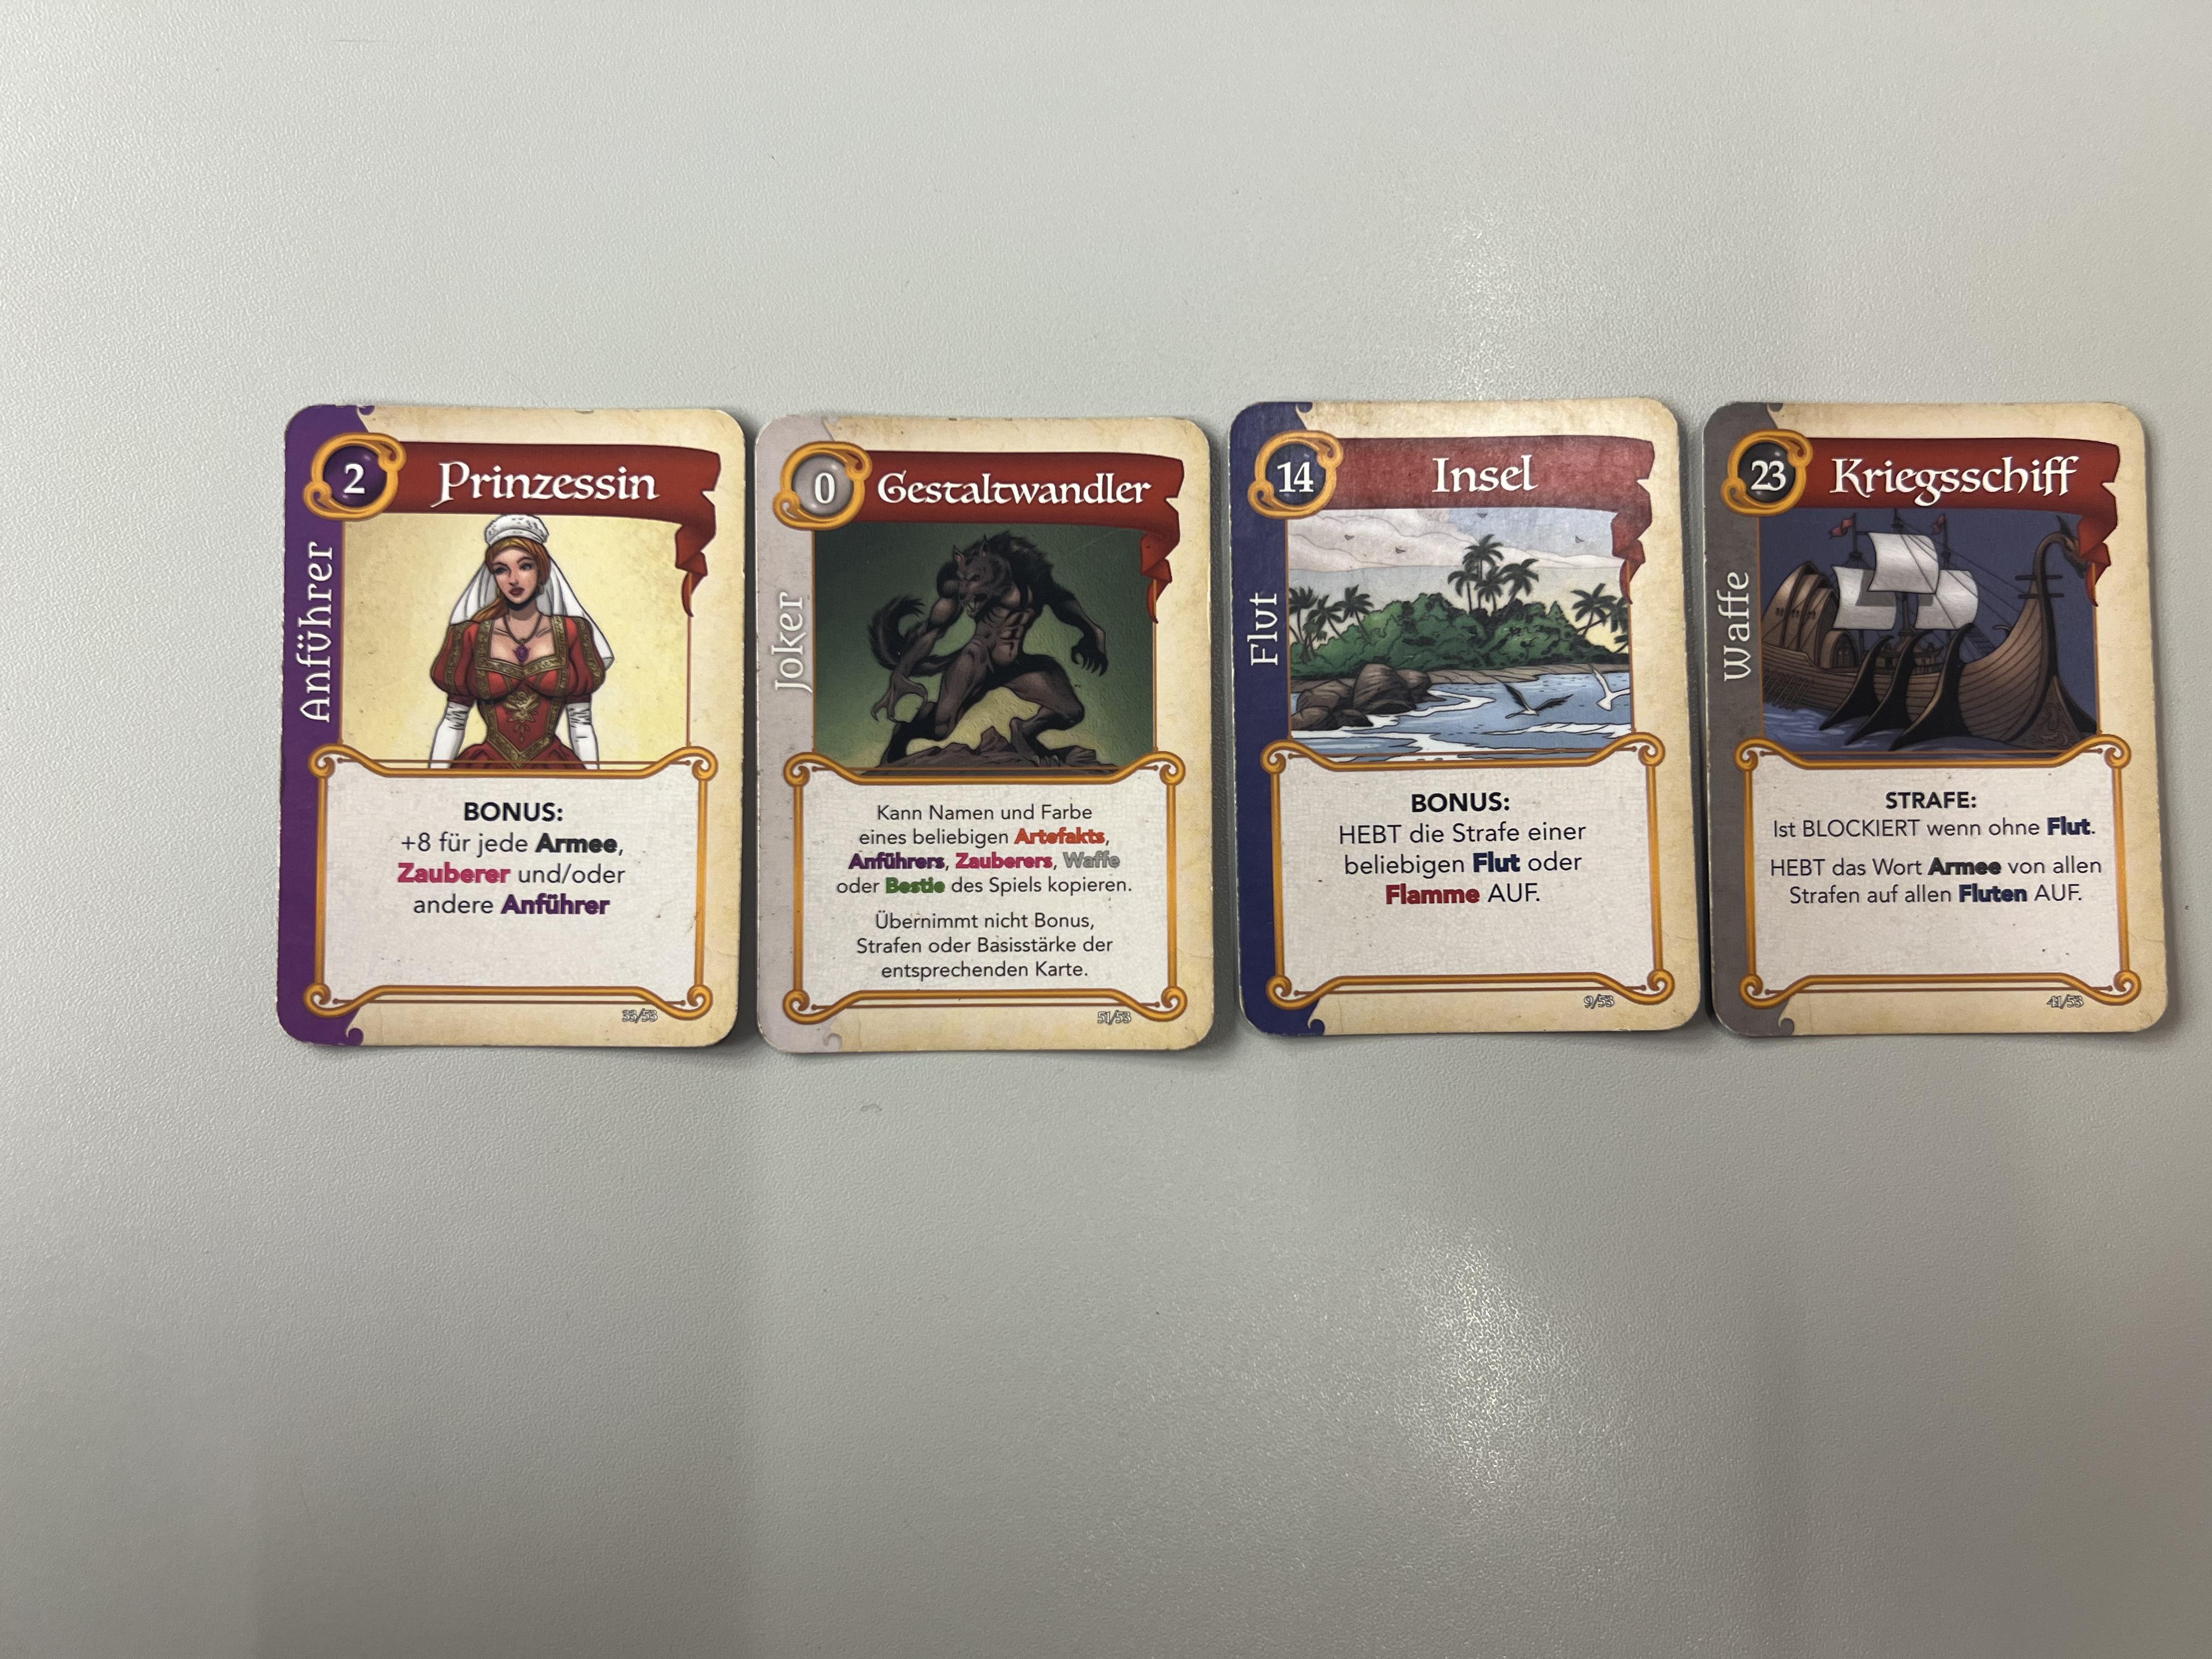 Anführer
2
Prinzessin
BONUS:
+8 für jede Armee,
Zauberer und/oder
andere Anführer
33/53
Joker
0
Gestaltwandler
Kann Namen und Farbe
eines beliebigen Artefakts,
Anführers, Zauberers, Waffe
oder Bestie des Spiels kopieren.
Übernimmt nicht Bonus,
Strafen oder Basisstärke der
entsprechenden Karte.
51/53
Flut
14
Insel
BONUS:
HEBT die Strafe einer
beliebigen Flut oder
Flamme AUF.
9/53
Waffe
23
Kriegsschiff
STRAFE:
Ist BLOCKIERT wenn ohne Flut.
HEBT das Wort Armee von allen
Strafen auf allen Fluten AUF.
41/53